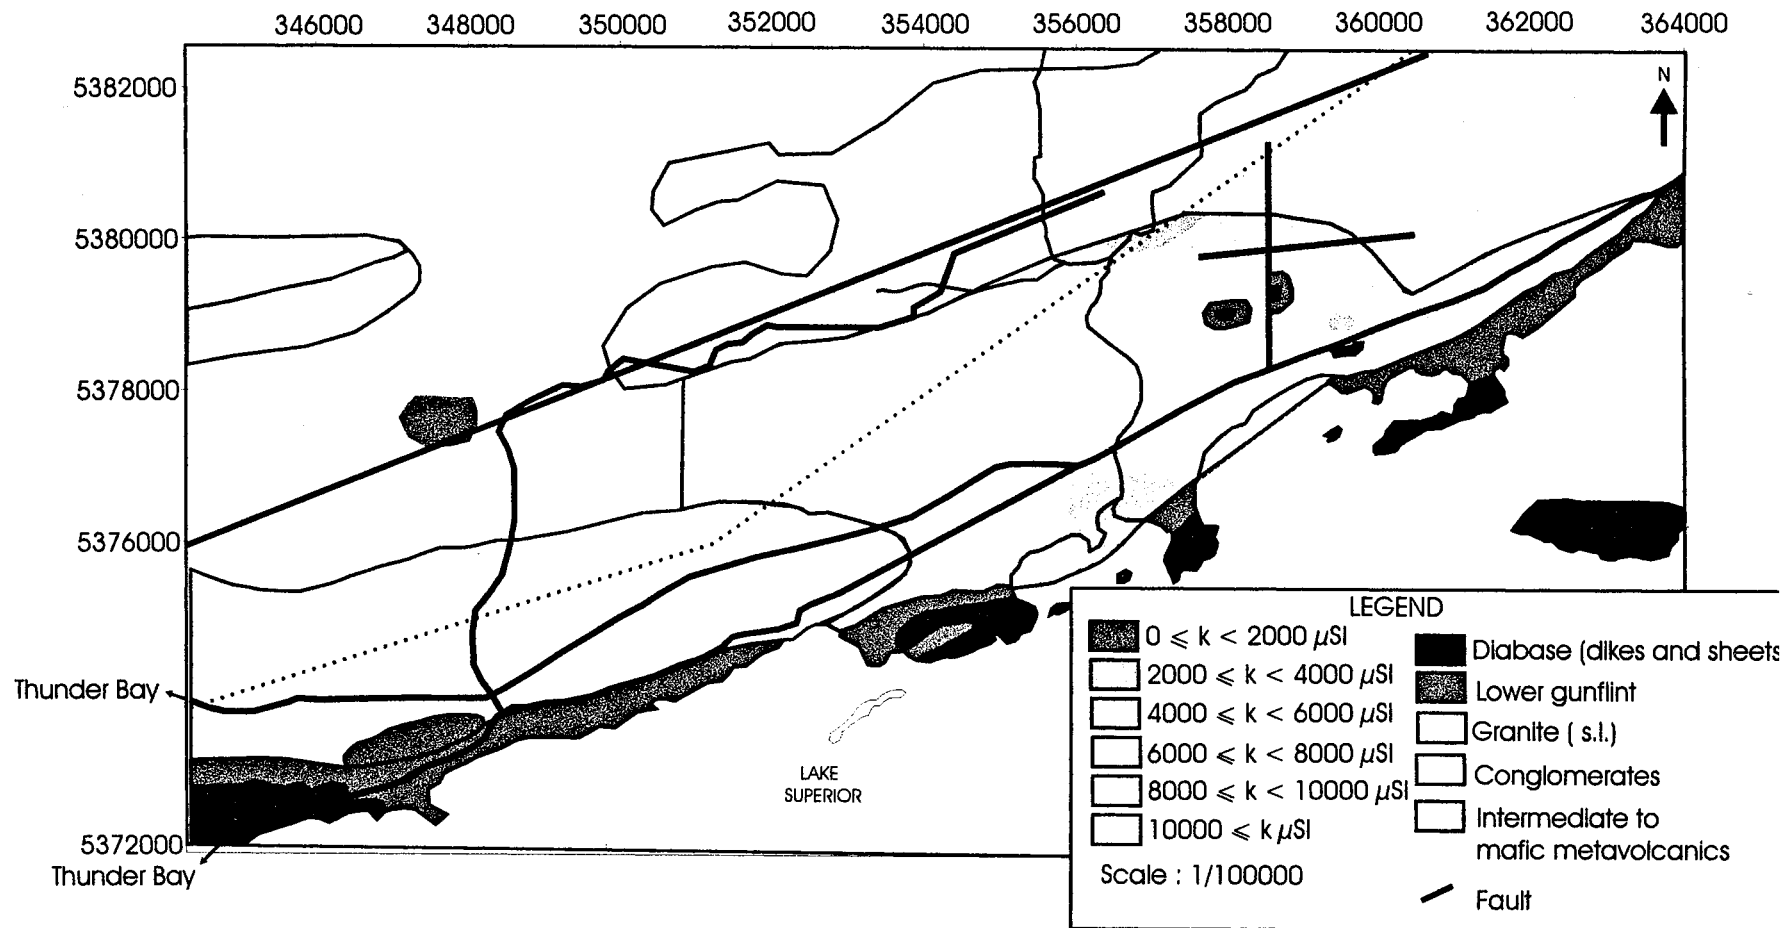 346000 348000 350000 352000 354000 356000 358000 360000 362000 364000
5382000
N
5380000
5378000
5376000
Thunder Bay
5372000
Thunder Bay
LAKE
SUPERIOR
LEGEND
0 ⩽ k < 2000 µSI
2000 ⩽ k < 4000 µSI
4000 ⩽ k < 6000 µSI
6000 ⩽ k < 8000 µSI
8000 ⩽ k < 10000 µSI
10000 ⩽ k µSI
Scale : 1/100000
Diabase (dikes and sheets
Lower gunflint
Granite ( s.l.)
Conglomerates
Intermediate to
mafic metavolcanics
Fault